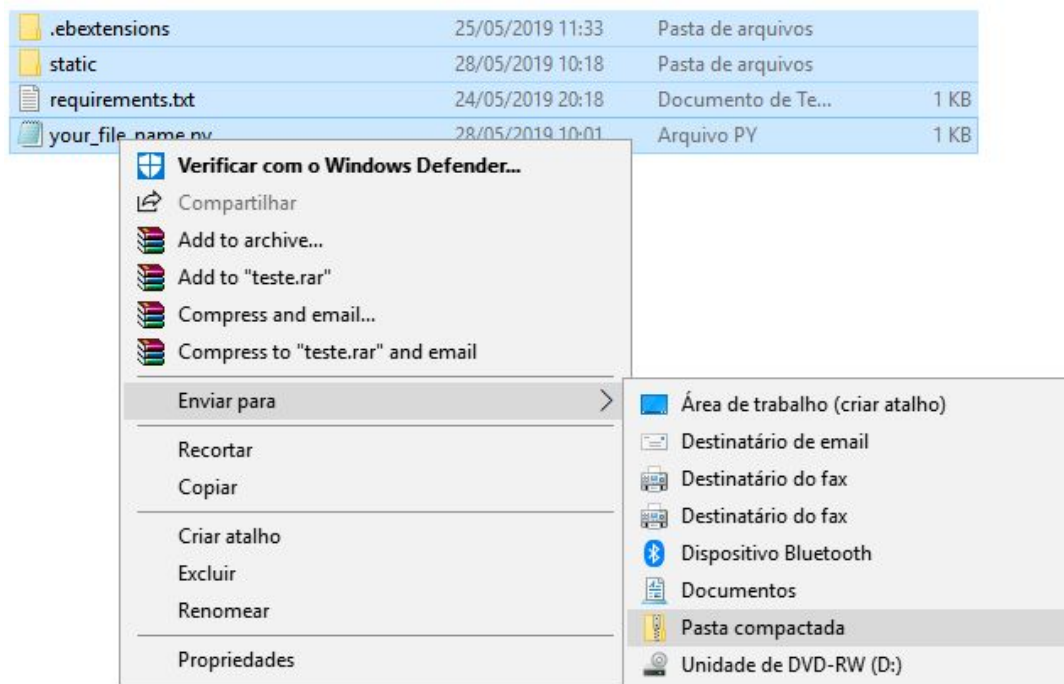 .ebextensions 25/05/2019 11:33 Pasta de arquivos
static 28/05/2019 10:18 Pasta de arquivos
requirements.txt 24/05/2019 20:18 Documento de Te... 1 KB
your_file_name.py 28/05/2019 10:01 Arquivo PY 1 KB
Verificar com o Windows Defender...
Compartilhar
Add to archive...
Add to "teste.rar"
Compress and email...
Compress to "teste.rar" and email
Enviar para
Recortar
Copiar
Criar atalho
Excluir
Renomear
Propriedades
Área de trabalho (criar atalho)
Destinatário de email
Destinatário do fax
Destinatário do fax
Dispositivo Bluetooth
Documentos
Pasta compactada
Unidade de DVD-RW (D:)